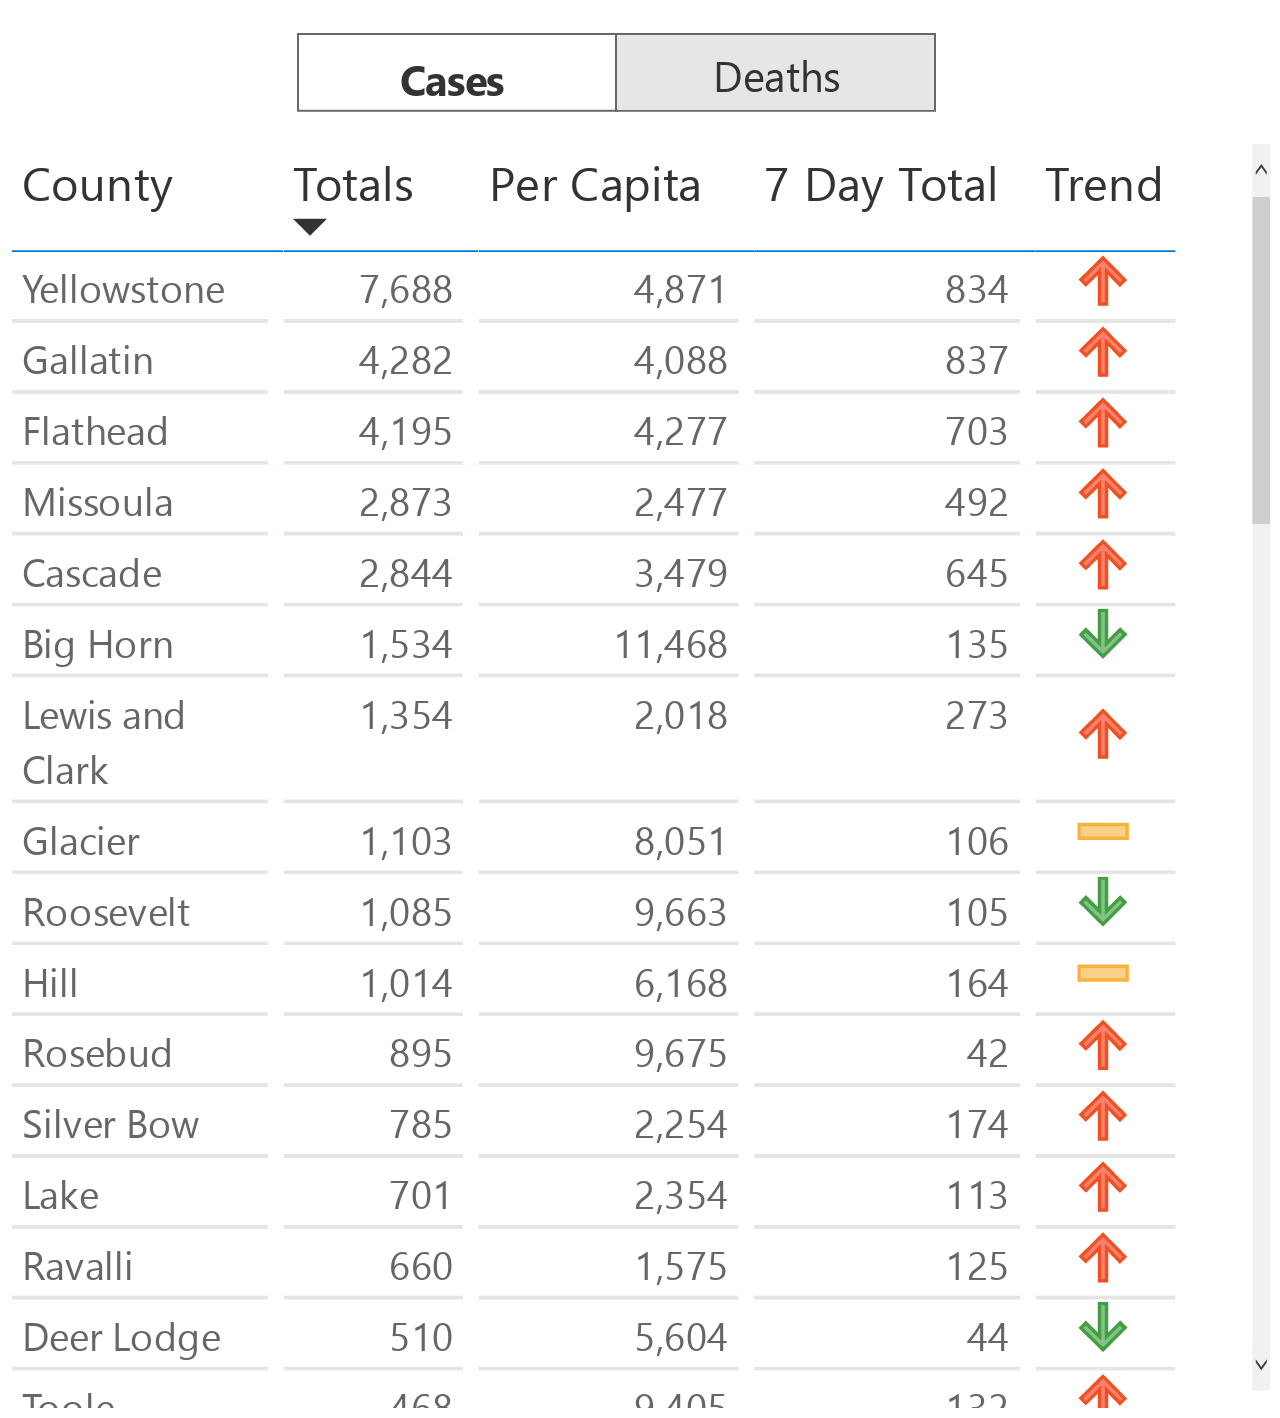 Cases Deaths
County Totals Per Capita 7 Day Total Trend
Yellowstone 7,688 4,871 834
Gallatin 4,282 4,088 837
Flathead 4,195 4,277 703
Missoula 2,873 2,477 492
Cascade 2,844 3,479 645
Big Horn 1,534 11,468 135
Lewis and 1,354 2,018 273
Clark
Glacier 1,103 8,051 106
Roosevelt 1,085 9,663 105
Hill 1,014 6,168 164
Rosebud 895 9,675 42
Silver Bow 785 2,254 174
Lake 701 2,354 113
Ravalli 660 1,575 125
Deer Lodge 510 5,604 44
Toole 468 9,405 132